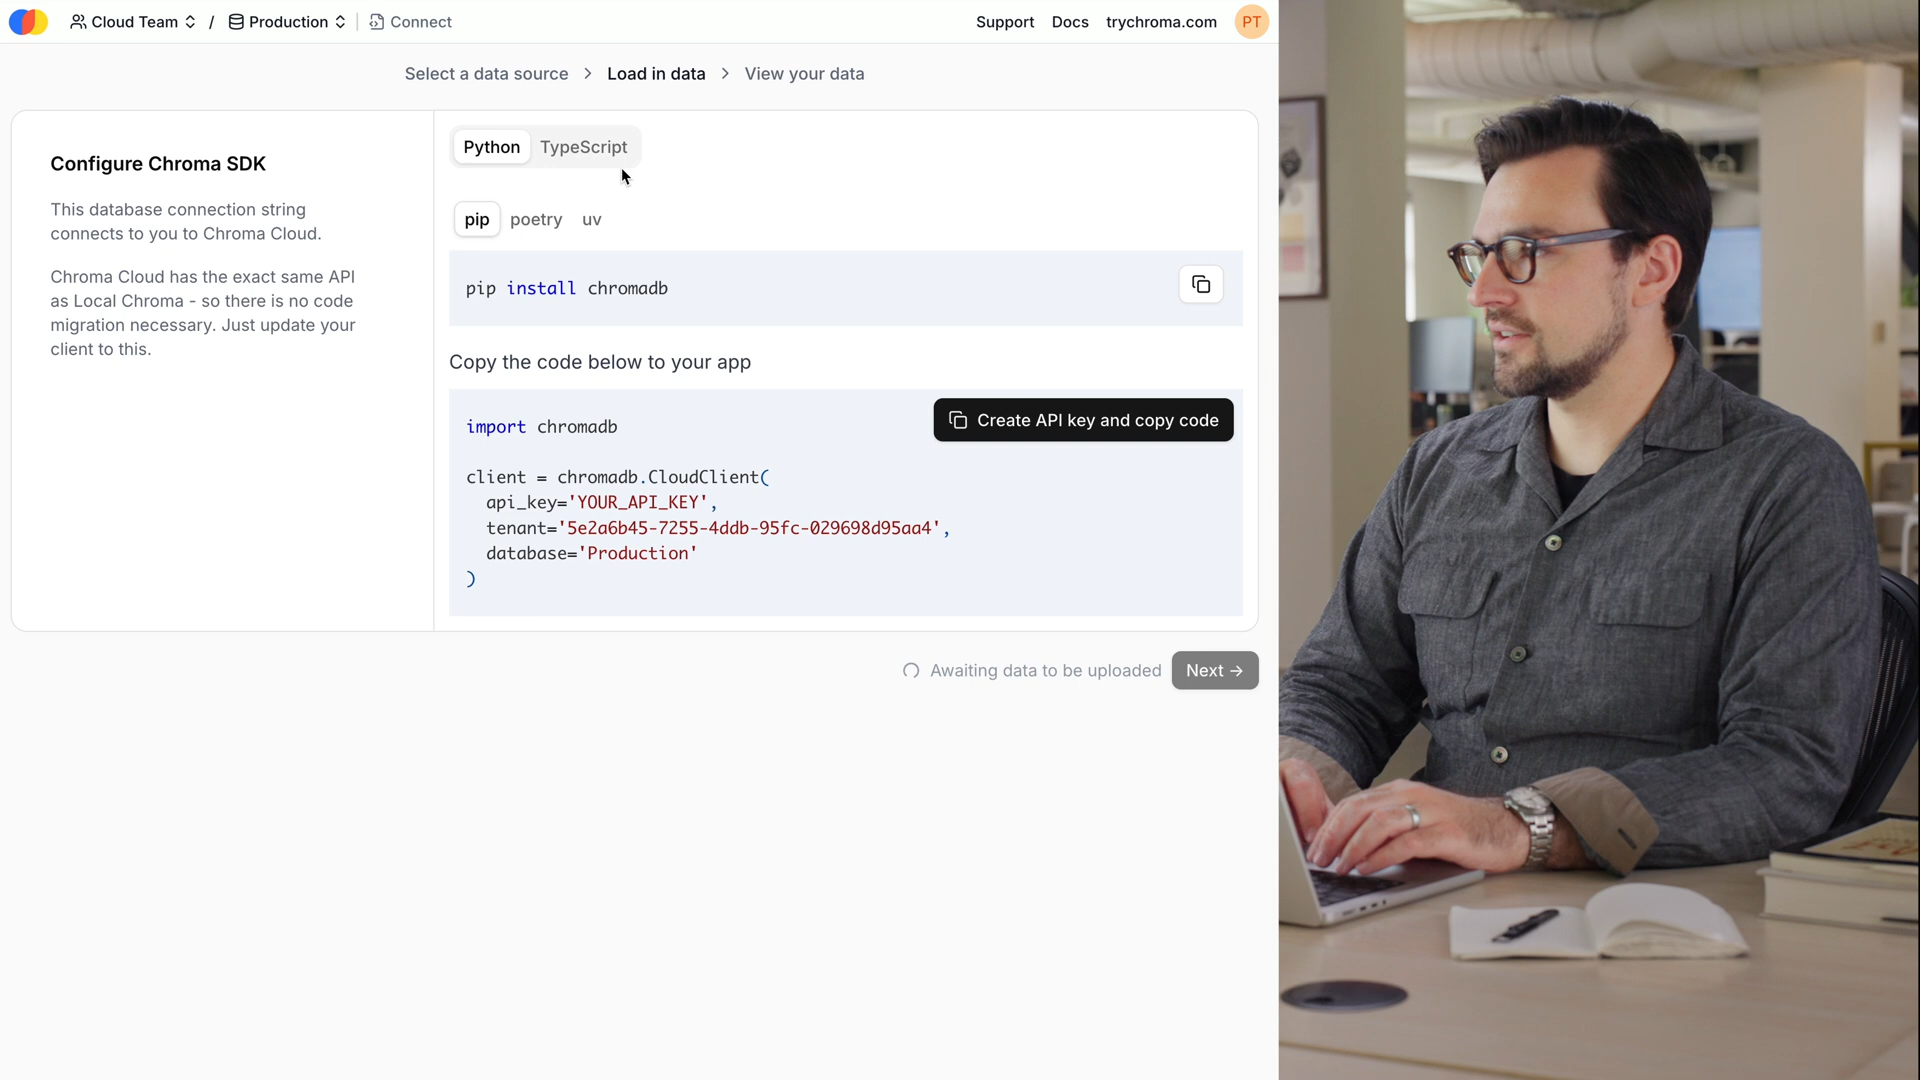 Cloud Team / Production Connect Support Docs trychroma.com PT
Select a data source > Load in data > View your data
Configure Chroma SDK
This database connection string
connects to you to Chroma Cloud.
Chroma Cloud has the exact same API
as Local Chroma - so there is no code
migration necessary. Just update your
client to this.
Python TypeScript
pip poetry uv
pip install chromadb
Copy the code below to your app
Create API key and copy code
import chromadb
client = chromadb.CloudClient(
api_key='YOUR_API_KEY',
tenant='5e2a6b45-7255-4ddb-95fc-029698d95aa4',
database='Production'
)
Awaiting data to be uploaded Next →